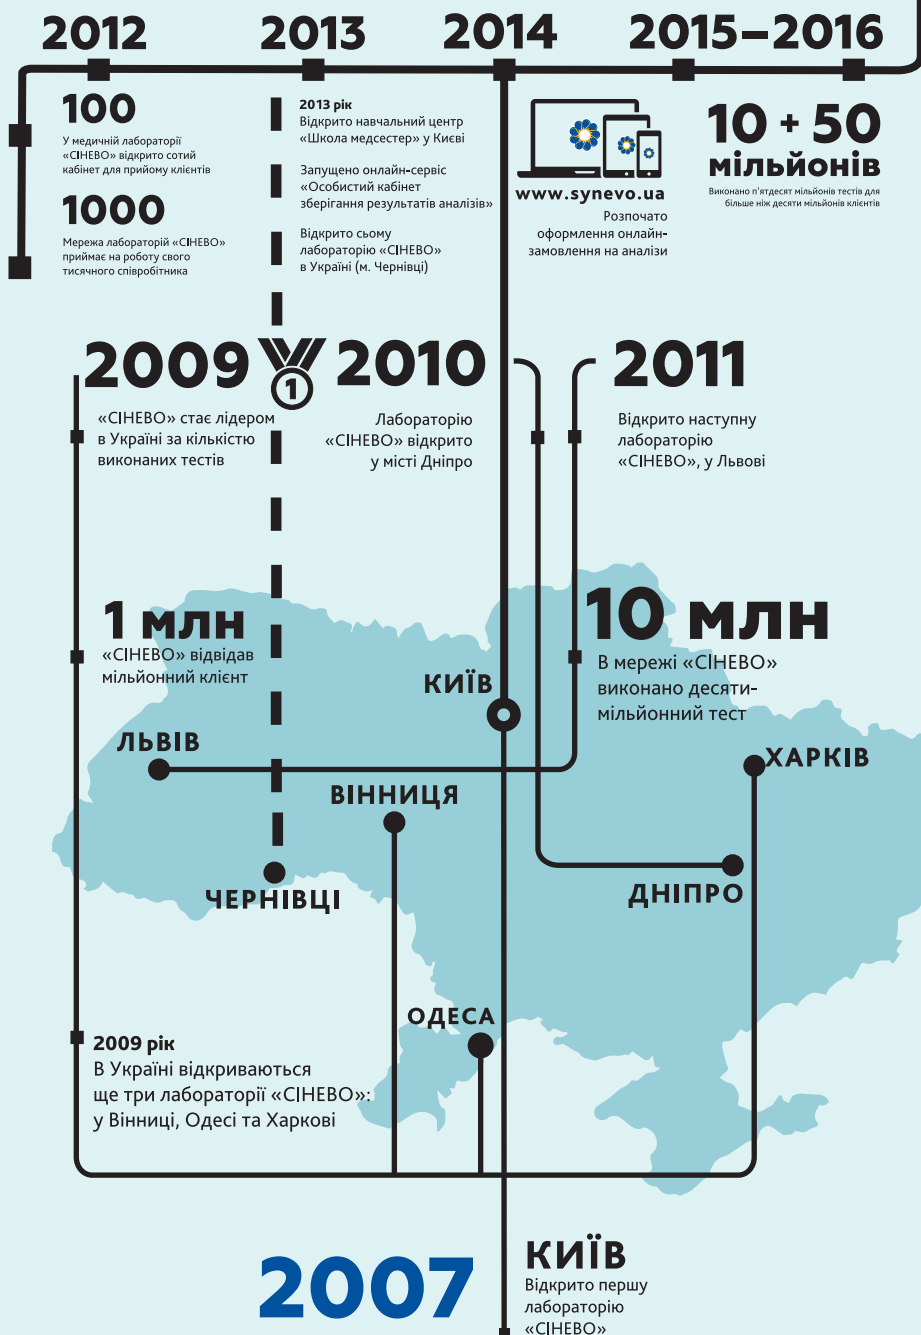 2012
2013
2014
2015–2016
100
У медичній лабораторії
«СІНЕВО» відкрито сотий
кабінет для прийому клієнтів
1000
Мережа лабораторій «СІНЕВО»
приймає на роботу свого
тисячного співробітника
2013 рік
Відкрито навчальний центр
«Школа медсестер» у Києві
Запущено онлайн-сервіс
«Особистий кабінет
зберігання результатів аналізів»
Відкрито сьому
лабораторію «СІНЕВО»
в Україні (м. Чернівці)
www.synevo.ua
Розпочато
оформлення онлайн-
замовлення на аналізи
10 + 50
мільйонів
Виконано п'ятдесят мільйонів тестів для
більше ніж десяти мільйонів клієнтів
2009
1
«СІНЕВО» стає лідером
в Україні за кількістю
виконаних тестів
2010
Лабораторію
«СІНЕВО» відкрито
у місті Дніпро
2011
Відкрито наступну
лабораторію
«СІНЕВО», у Львові
1 млн
«СІНЕВО» відвідав
мільйонний клієнт
10 млн
В мережі «СІНЕВО»
виконано десяти-
мільйонний тест
КИЇВ
ЛЬВІВ
ХАРКІВ
ВІННИЦЯ
ЧЕРНІВЦІ
ДНІПРО
ОДЕСА
2009 рік
В Україні відкриваються
ще три лабораторії «СІНЕВО»:
у Вінниці, Одесі та Харкові
2007
КИЇВ
Відкрито першу
лабораторію
«СІНЕВО»